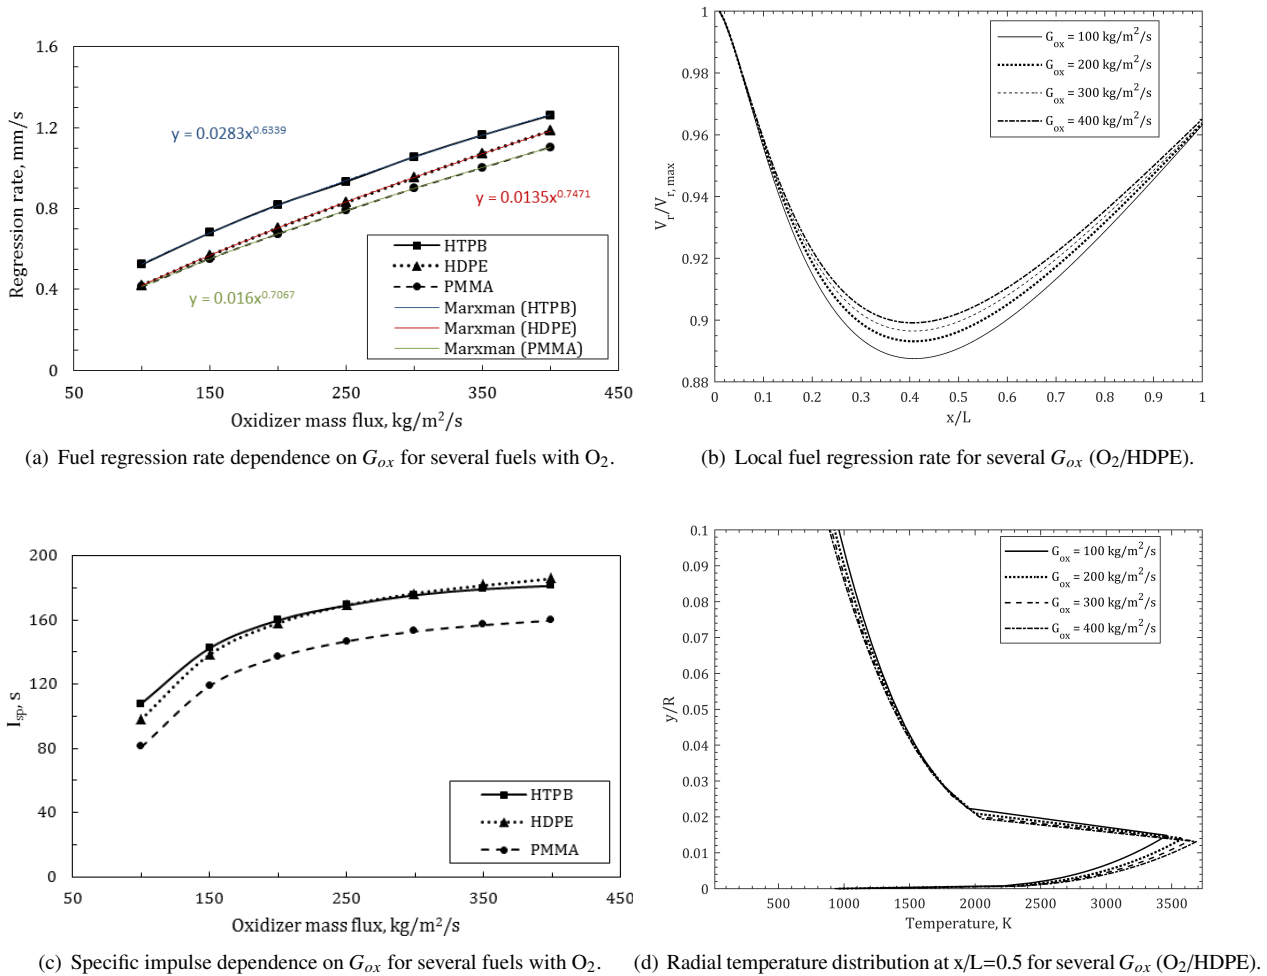 1.6
1.2
0.8
0.4
0
50
150
250
350
450
Regression rate, mm/s
Oxidizer mass flux, kg/m²/s
y = 0.0283x^0.6339
y = 0.0135x^0.7471
y = 0.016x^0.7067
HTPB
HDPE
PMMA
Marxman (HTPB)
Marxman (HDPE)
Marxman (PMMA)
(a) Fuel regression rate dependence on G_ox for several fuels with O₂.
1
0.96
0.94
0.92
0.9
0.88
0
0.1
0.2
0.3
0.4
0.5
0.6
0.7
0.8
0.9
1
V_r/V_r, max
x/L
G_ox = 100 kg/m²/s
G_ox = 200 kg/m²/s
G_ox = 300 kg/m²/s
G_ox = 400 kg/m²/s
(b) Local fuel regression rate for several G_ox (O₂/HDPE).
200
160
120
80
40
0
50
150
250
350
450
I_sp, s
Oxidizer mass flux, kg/m²/s
HTPB
HDPE
PMMA
(c) Specific impulse dependence on G_ox for several fuels with O₂.
0.1
0.09
0.08
0.07
0.06
0.05
0.04
0.03
0.02
0.01
0
500
1000
1500
2000
2500
3000
3500
y/R
Temperature, K
G_ox = 100 kg/m²/s
G_ox = 200 kg/m²/s
G_ox = 300 kg/m²/s
G_ox = 400 kg/m²/s
(d) Radial temperature distribution at x/L=0.5 for several G_ox (O₂/HDPE).